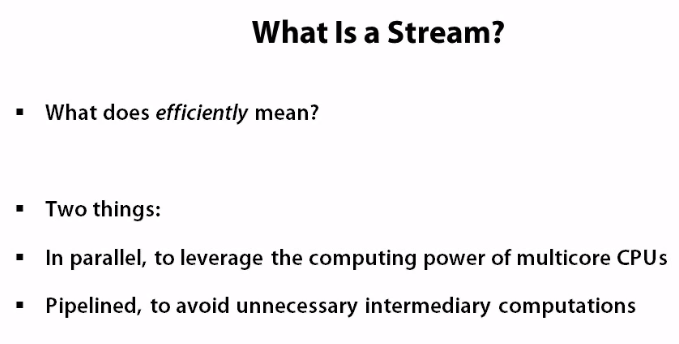 What Is a Stream?
▪ What does efficiently mean?
▪ Two things:
▪ In parallel, to leverage the computing power of multicore CPUs
▪ Pipelined, to avoid unnecessary intermediary computations